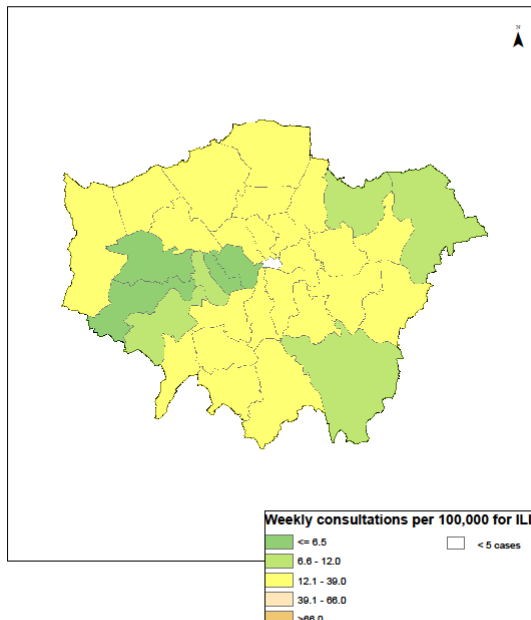 N
Weekly consultations per 100,000 for ILI
<= 6.5
< 5 cases
6.6 - 12.0
12.1 - 39.0
39.1 - 66.0
>66.0